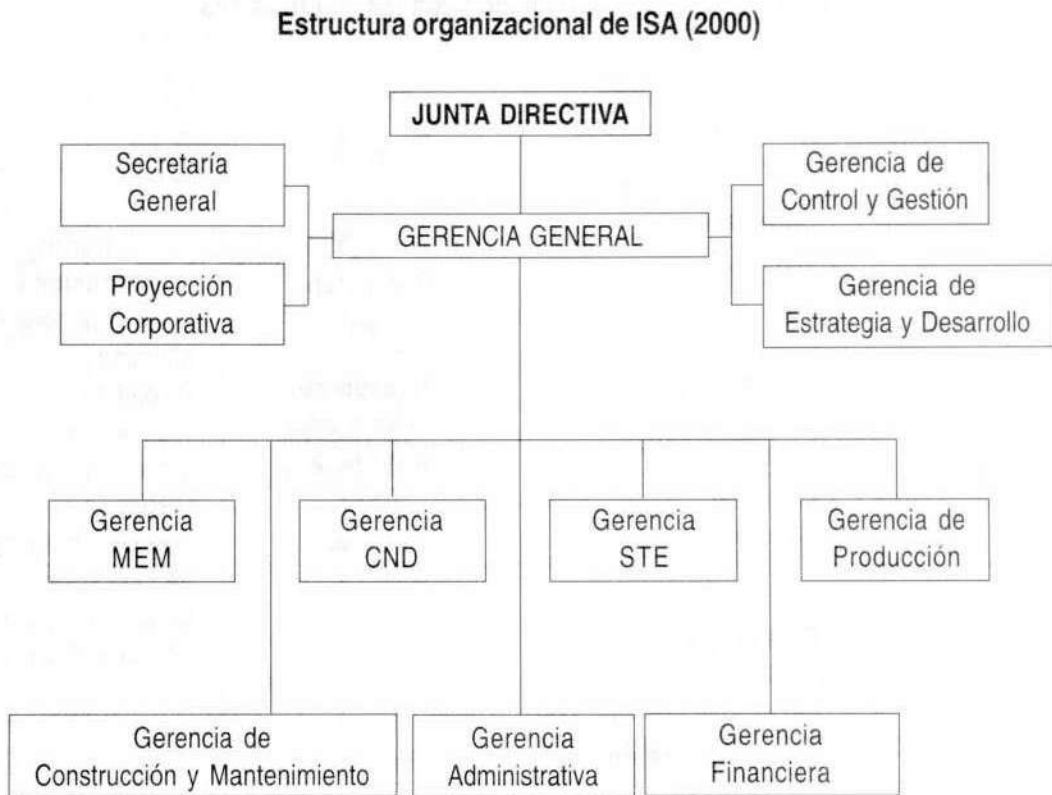 Estructura organizacional de ISA (2000)
JUNTA DIRECTIVA
Secretaría
General
Gerencia de
Control y Gestión
GERENCIA GENERAL
Proyección
Corporativa
Gerencia de
Estrategia y Desarrollo
Gerencia
MEM
Gerencia
CND
Gerencia
STE
Gerencia de
Producción
Gerencia de
Construcción y Mantenimiento
Gerencia
Administrativa
Gerencia
Financiera